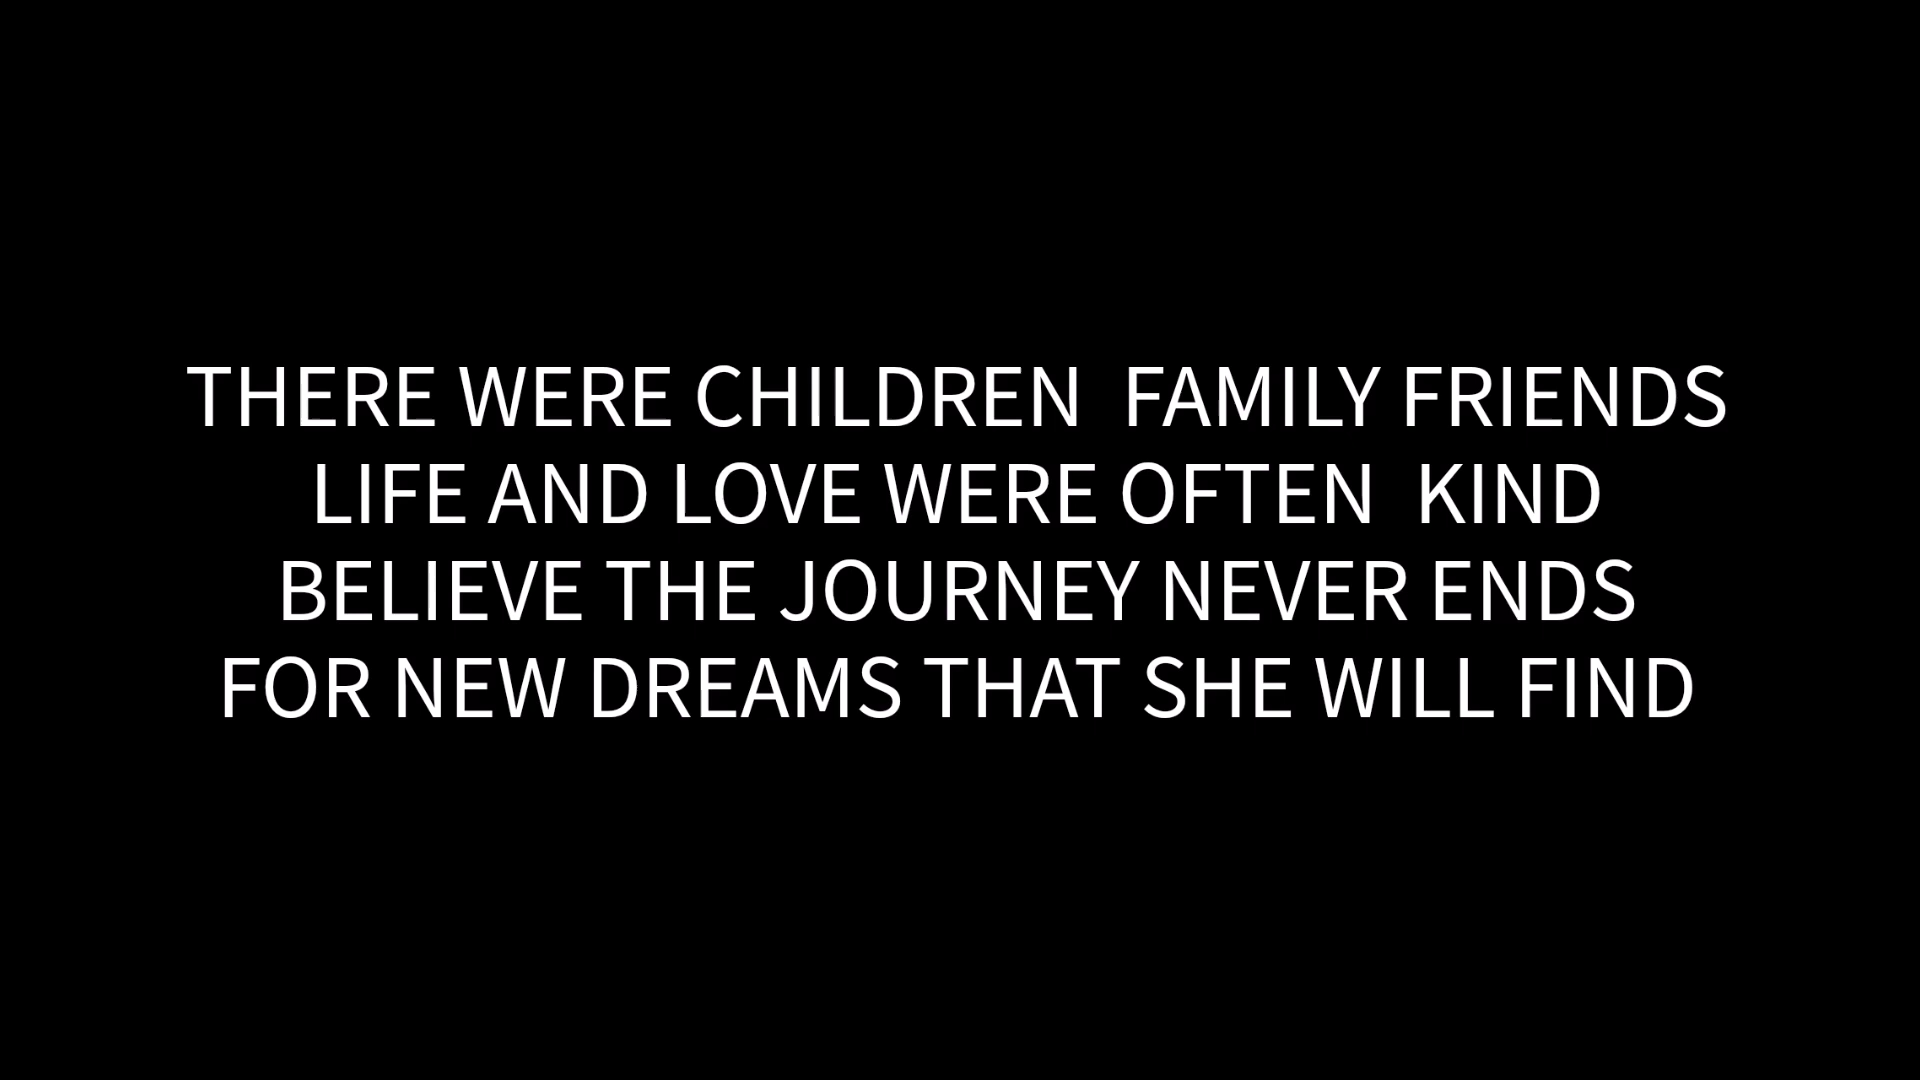 THERE WERE CHILDREN  FAMILY FRIENDS
LIFE AND LOVE WERE OFTEN  KIND
BELIEVE THE JOURNEY NEVER ENDS
FOR NEW DREAMS THAT SHE WILL FIND